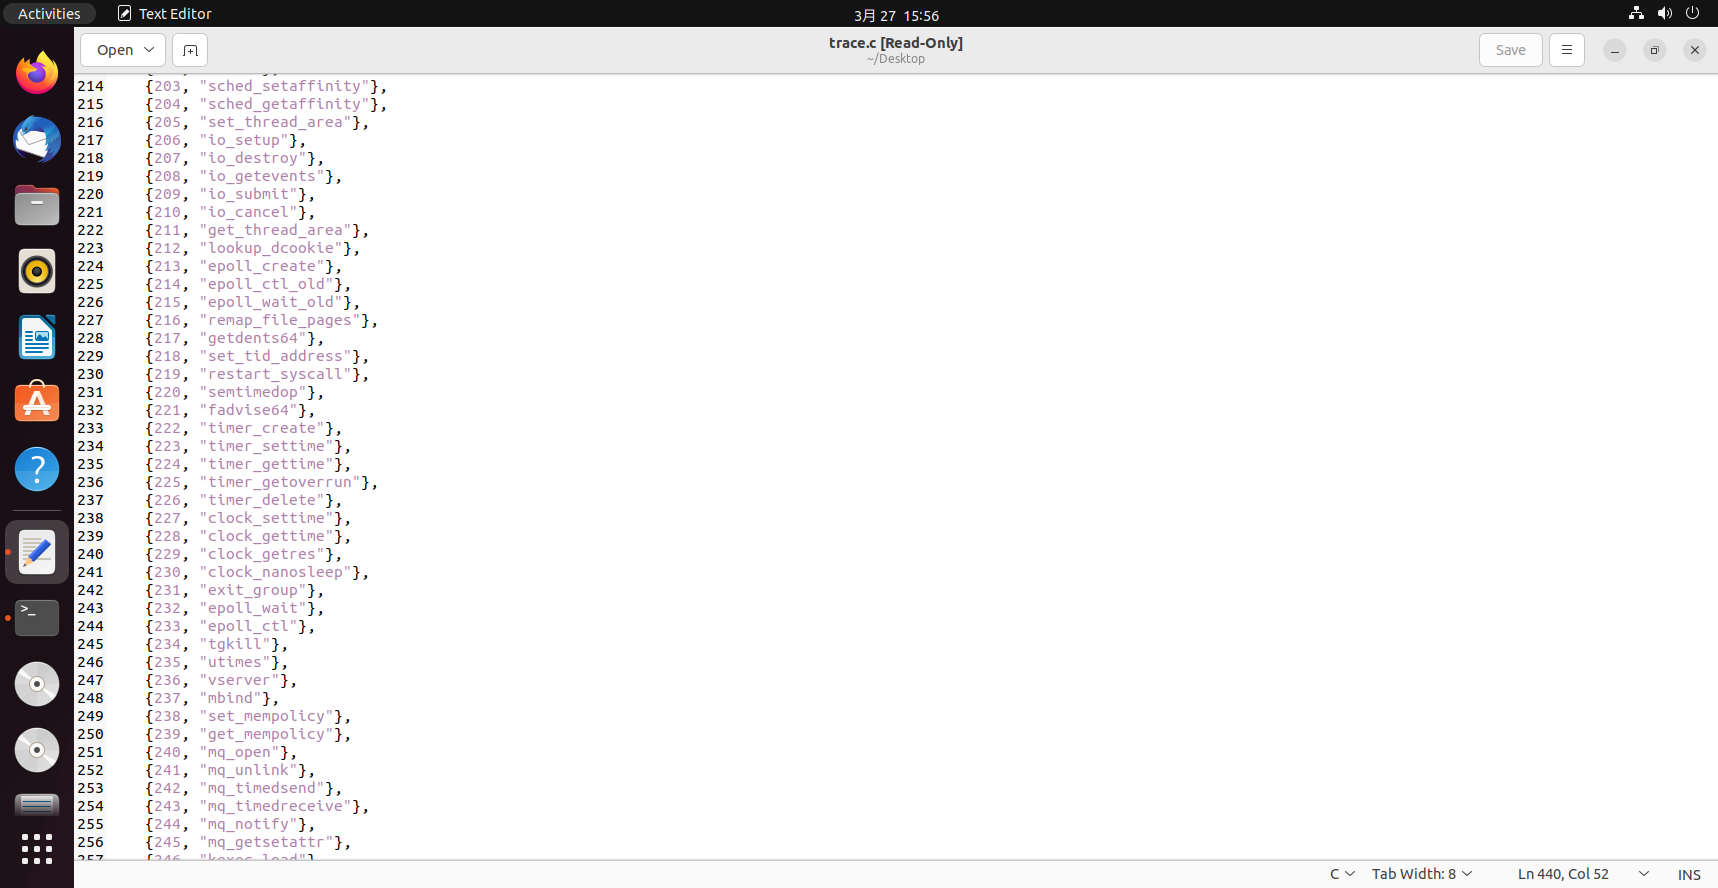 Activities Text Editor 3月 27 15:56
Open trace.c [Read-Only] Save
~/Desktop
214 {203, "sched_setaffinity"},
215 {204, "sched_getaffinity"},
216 {205, "set_thread_area"},
217 {206, "io_setup"},
218 {207, "io_destroy"},
219 {208, "io_getevents"},
220 {209, "io_submit"},
221 {210, "io_cancel"},
222 {211, "get_thread_area"},
223 {212, "lookup_dcookie"},
224 {213, "epoll_create"},
225 {214, "epoll_ctl_old"},
226 {215, "epoll_wait_old"},
227 {216, "remap_file_pages"},
228 {217, "getdents64"},
229 {218, "set_tid_address"},
230 {219, "restart_syscall"},
231 {220, "semtimedop"},
232 {221, "fadvise64"},
233 {222, "timer_create"},
234 {223, "timer_settime"},
235 {224, "timer_gettime"},
236 {225, "timer_getoverrun"},
237 {226, "timer_delete"},
238 {227, "clock_settime"},
239 {228, "clock_gettime"},
240 {229, "clock_getres"},
241 {230, "clock_nanosleep"},
242 {231, "exit_group"},
243 {232, "epoll_wait"},
244 {233, "epoll_ctl"},
245 {234, "tgkill"},
246 {235, "utimes"},
247 {236, "vserver"},
248 {237, "mbind"},
249 {238, "set_mempolicy"},
250 {239, "get_mempolicy"},
251 {240, "mq_open"},
252 {241, "mq_unlink"},
253 {242, "mq_timedsend"},
254 {243, "mq_timedreceive"},
255 {244, "mq_notify"},
256 {245, "mq_getsetattr"},
257 {246, "kexec_load"},
C Tab Width: 8 Ln 440, Col 52 INS